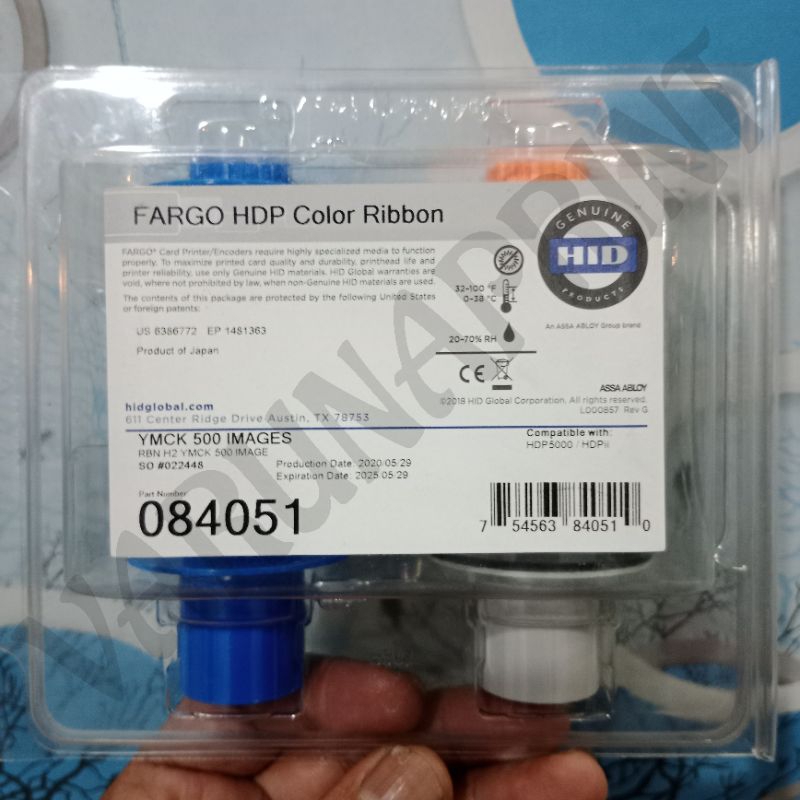 FARGO HDP Color Ribbon
FARGO® Card Printer/Encoders require highly specialized media to function
properly. To maximize printed card quality and durability, printhead life and
printer reliability, use only Genuine HID materials. HID Global warranties are
void, where not prohibited by law, when non-Genuine HID materials are used.
The contents of this package are protected by the following United States
or foreign patents:
US 6386772 EP 1481363
Product of Japan
GENUINE
HID
PRODUCTS
™
An ASSA ABLOY Group brand
32-100 °F
0-38 °C
20-70% RH
CE
ASSA ABLOY
©2018 HID Global Corporation. All rights reserved.
L000857 Rev G
hidglobal.com
611 Center Ridge Drive Austin, TX 78753
YMCK 500 IMAGES
RBN H2 YMCK 500 IMAGE
SO #022448
Production Date: 2020/05/29
Expiration Date: 2025/05/29
Compatible with:
HDP5000 / HDPii
Part Number
084051
7 54563 84051 0
VARUNAPRINT